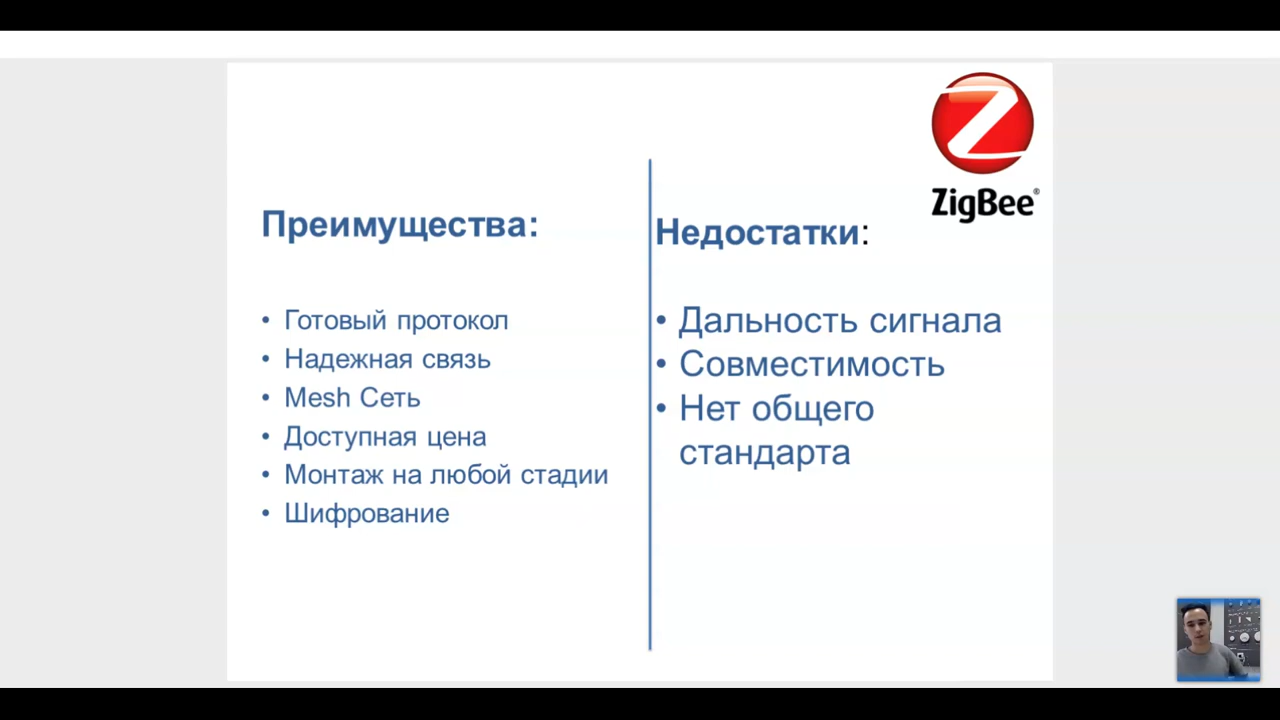 ZigBee®
Преимущества:
• Готовый протокол
• Надежная связь
• Mesh Сеть
• Доступная цена
• Монтаж на любой стадии
• Шифрование
Недостатки:
• Дальность сигнала
• Совместимость
• Нет общего
стандарта